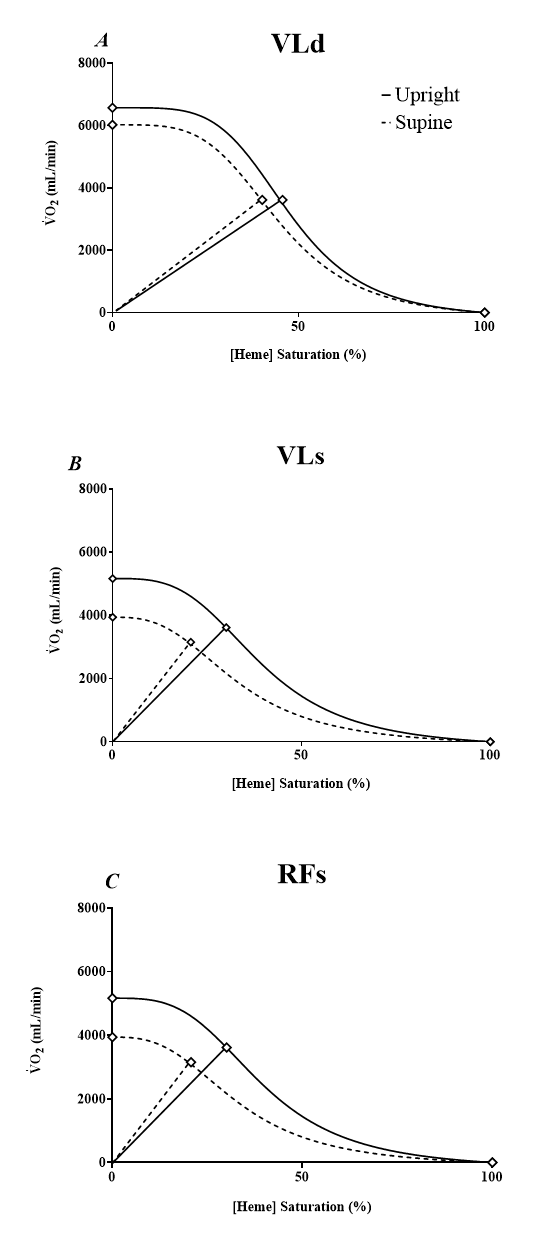 A
VLd
8000
6000
4000
2000
0
V̇O2 (mL/min)
Upright
Supine
0 50 100
[Heme] Saturation (%)
B
VLs
8000
6000
4000
2000
0
V̇O2 (mL/min)
0 50 100
[Heme] Saturation (%)
C
RFs
8000
6000
4000
2000
0
V̇O2 (mL/min)
0 50 100
[Heme] Saturation (%)